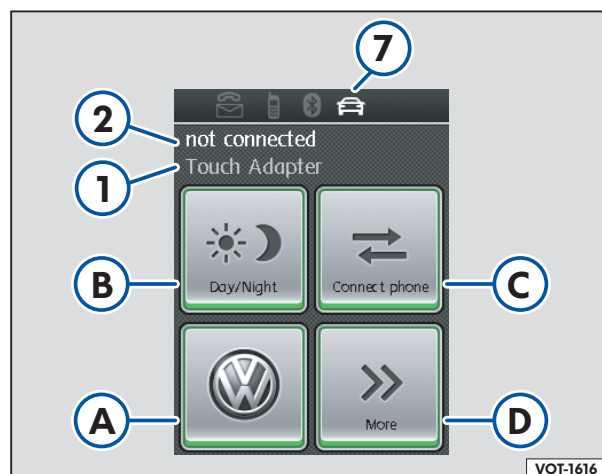 7
2
not connected
1
Touch Adapter
B
Day/Night
Connect phone
C
A
D
More
VOT-1616